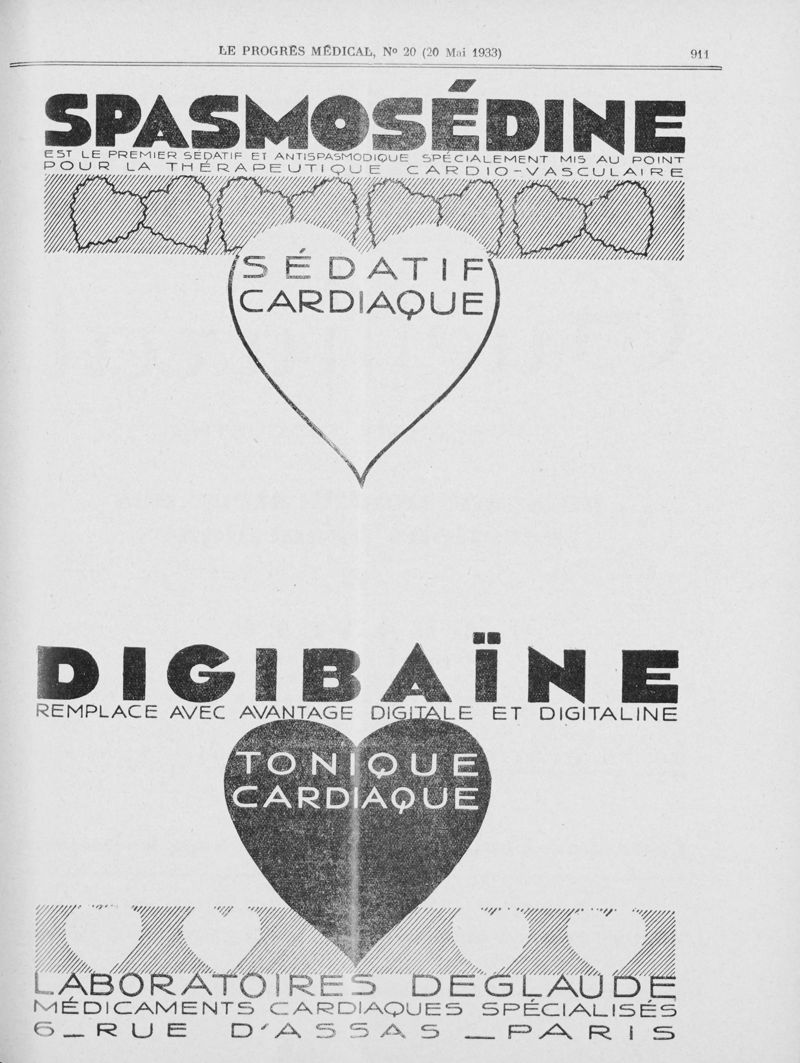 LE PROGRÈS MÉDICAL, Nº 20 (20 Mai 1933) 911
SPASMOSÉDINE
EST LE PREMIER SÉDATIF ET ANTISPASMODIQUE SPÉCIALEMENT MIS AU POINT
POUR LA THÉRAPEUTIQUE CARDIO-VASCULAIRE
SÉDATIF
CARDIAQUE
DIGIBAÏNE
REMPLACE AVEC AVANTAGE DIGITALE ET DIGITALINE
TONIQUE
CARDIAQUE
LABORATOIRES DEGLAUDE
MÉDICAMENTS CARDIAQUES SPÉCIALISÉS
6_RUE D'ASSAS _PARIS